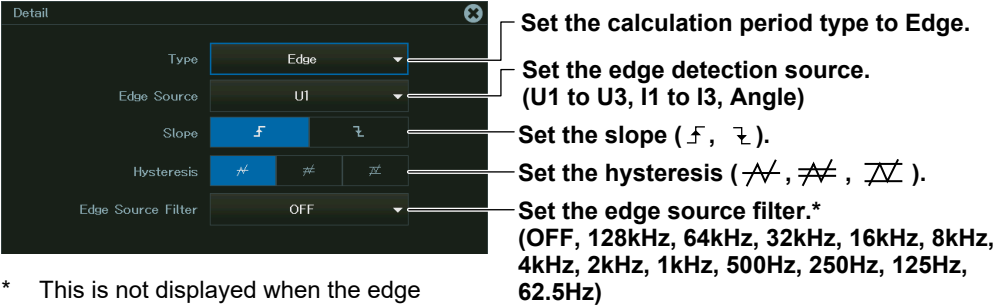 Detail
Type
Edge
Edge Source
U1
Slope
Hysteresis
Edge Source Filter
OFF
Set the calculation period type to Edge.
Set the edge detection source.
(U1 to U3, I1 to I3, Angle)
Set the slope ( , ).
Set the hysteresis ( , , ).
Set the edge source filter.*
(OFF, 128kHz, 64kHz, 32kHz, 16kHz, 8kHz,
4kHz, 2kHz, 1kHz, 500Hz, 250Hz, 125Hz,
62.5Hz)
* This is not displayed when the edge